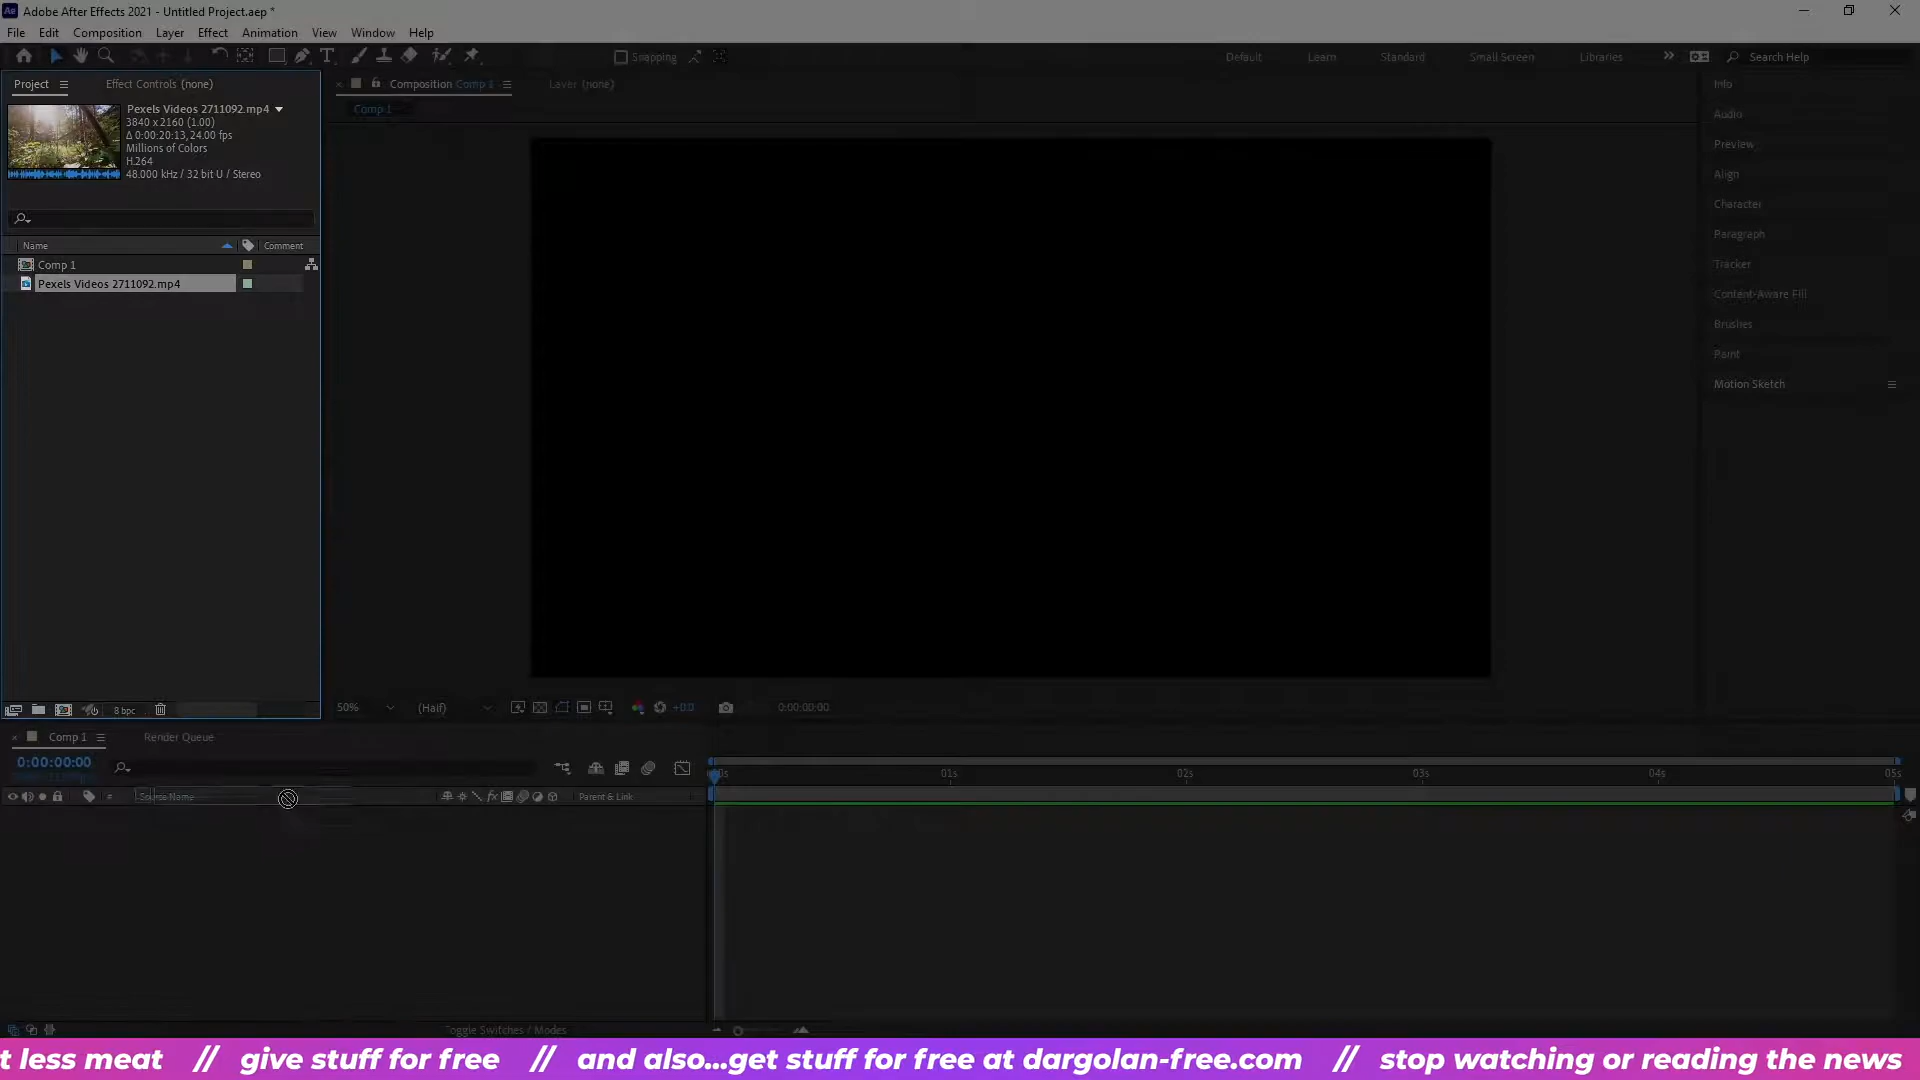 Adobe After Effects 2021 - Untitled Project.aep *
File Edit Composition Layer Effect Animation View Window Help
Snapping
Default Learn Standard Small Screen Libraries Search Help
Project Effect Controls (none)
Composition Comp 1 Layer (none)
Comp 1
Pexels Videos 2711092.mp4
3840 x 2160 (1.00)
Δ 0:00:20:13, 24.00 fps
Millions of Colors
H.264
48.000 kHz / 32 bit U / Stereo
Name Comment
Comp 1
Pexels Videos 2711092.mp4
Info
Audio
Preview
Align
Character
Paragraph
Tracker
Content-Aware Fill
Brushes
Paint
Motion Sketch
8 bpc
50% (Half) +0.0 0:00:00:00
Comp 1 Render Queue
0:00:00:00
01s 02s 03s 04s 05s
# Source Name fx Parent & Link
Toggle Switches / Modes
t less meat // give stuff for free // and also...get stuff for free at dargolan-free.com // stop watching or reading the news